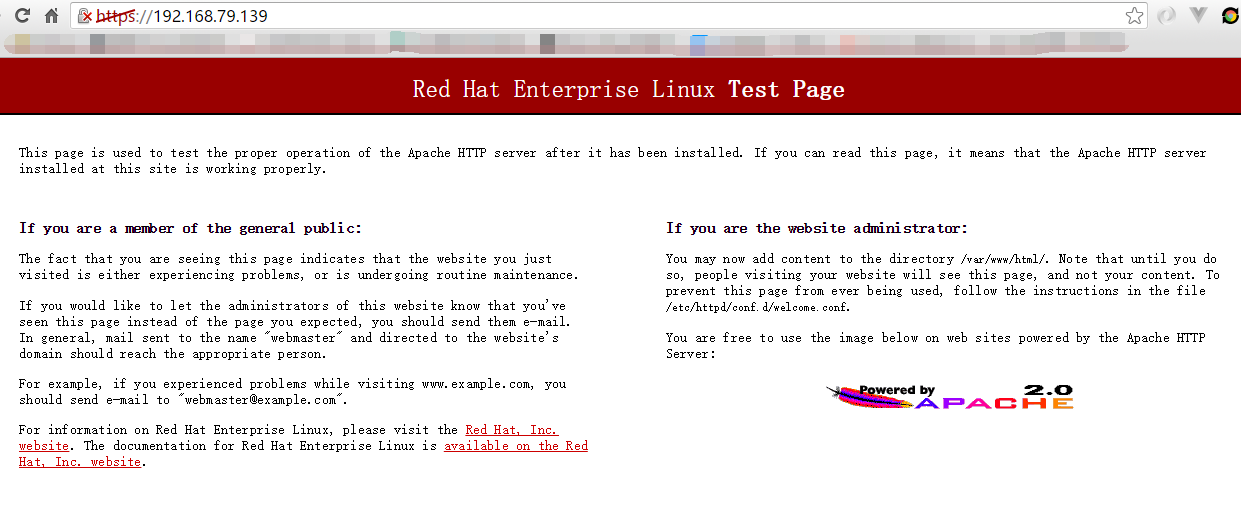 https://192.168.79.139
Red Hat Enterprise Linux Test Page
This page is used to test the proper operation of the Apache HTTP server after it has been installed. If you can read this page, it means that the Apache HTTP server
installed at this site is working properly.
If you are a member of the general public:
The fact that you are seeing this page indicates that the website you just
visited is either experiencing problems, or is undergoing routine maintenance.
If you would like to let the administrators of this website know that you've
seen this page instead of the page you expected, you should send them e-mail.
In general, mail sent to the name "webmaster" and directed to the website's
domain should reach the appropriate person.
For example, if you experienced problems while visiting www.example.com, you
should send e-mail to "webmaster@example.com".
For information on Red Hat Enterprise Linux, please visit the Red Hat, Inc.
website. The documentation for Red Hat Enterprise Linux is available on the Red
Hat, Inc. website.
If you are the website administrator:
You may now add content to the directory /var/www/html/. Note that until you do
so, people visiting your website will see this page, and not your content. To
prevent this page from ever being used, follow the instructions in the file
/etc/httpd/conf.d/welcome.conf.
You are free to use the image below on web sites powered by the Apache HTTP
Server:
Powered by 2.0
APACHE